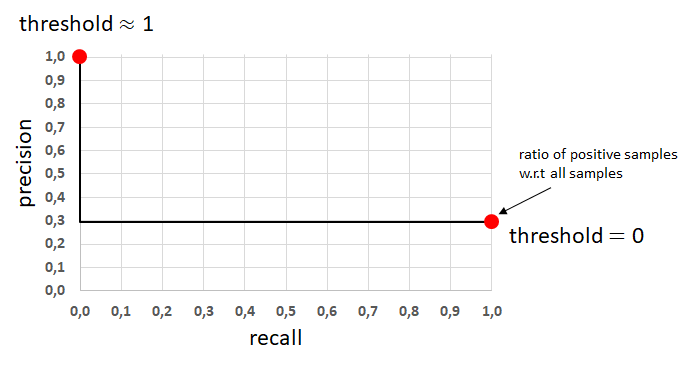 threshold ≈ 1
1,0
0,9
0,8
0,7
0,6
0,5
0,4
0,3
0,2
0,1
0,0
precision
0,0 0,1 0,2 0,3 0,4 0,5 0,6 0,7 0,8 0,9 1,0
recall
ratio of positive samples
w.r.t all samples
threshold = 0